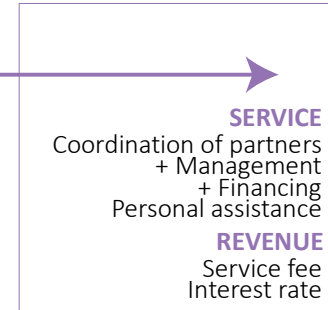 SERVICE
Coordination of partners
+ Management
+ Financing
Personal assistance
REVENUE
Service fee
Interest rate